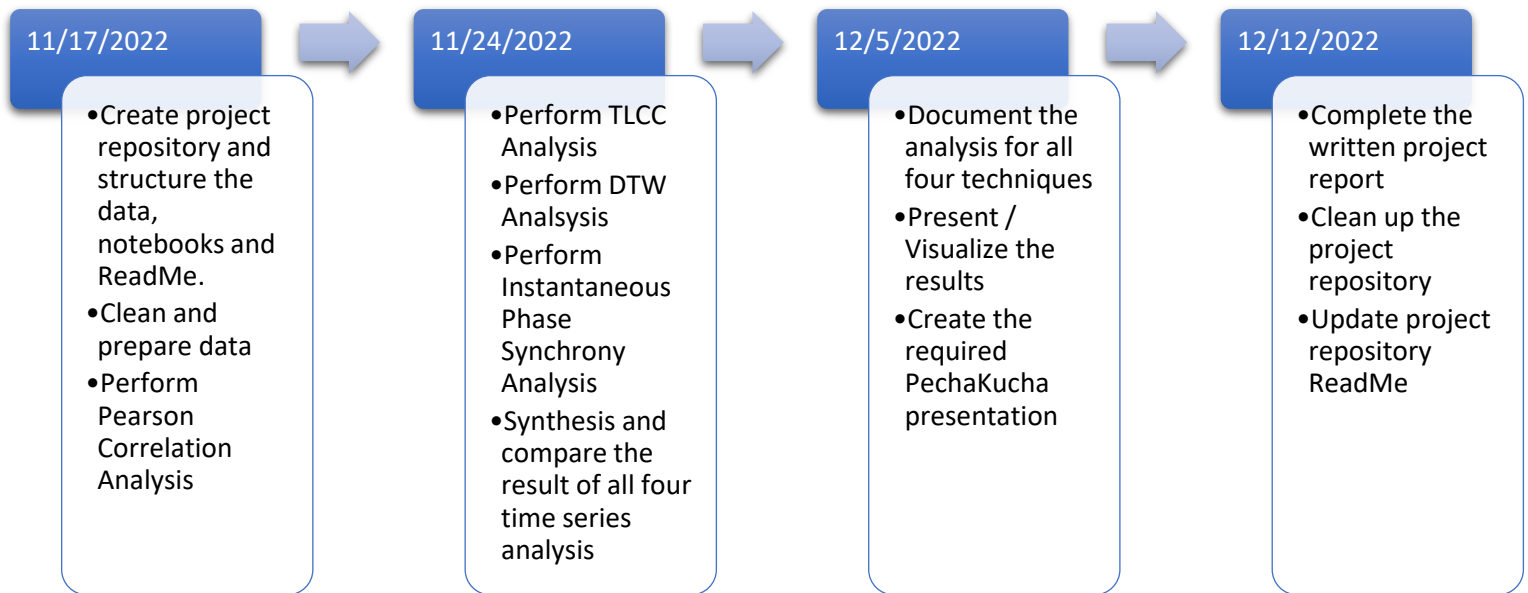 11/17/2022
•Create project
repository and
structure the
data,
notebooks and
ReadMe.
•Clean and
prepare data
•Perform
Pearson
Correlation
Analysis
11/24/2022
•Perform TLCC
Analysis
•Perform DTW
Analsysis
•Perform
Instantaneous
Phase
Synchrony
Analysis
•Synthesis and
compare the
result of all four
time series
analysis
12/5/2022
•Document the
analysis for all
four techniques
•Present /
Visualize the
results
•Create the
required
PechaKucha
presentation
12/12/2022
•Complete the
written project
report
•Clean up the
project
repository
•Update project
repository
ReadMe